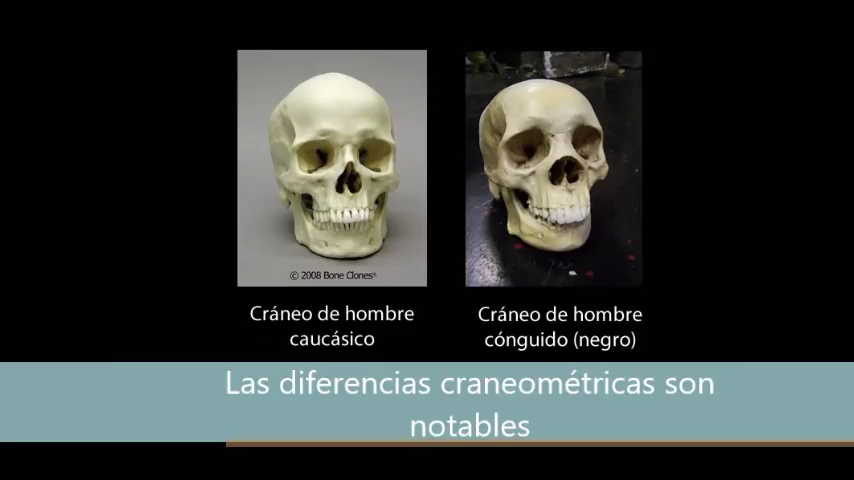 © 2008 Bone Clones®
Cráneo de hombre
caucásico
Cráneo de hombre
cónguido (negro)
Las diferencias craneométricas son
notables